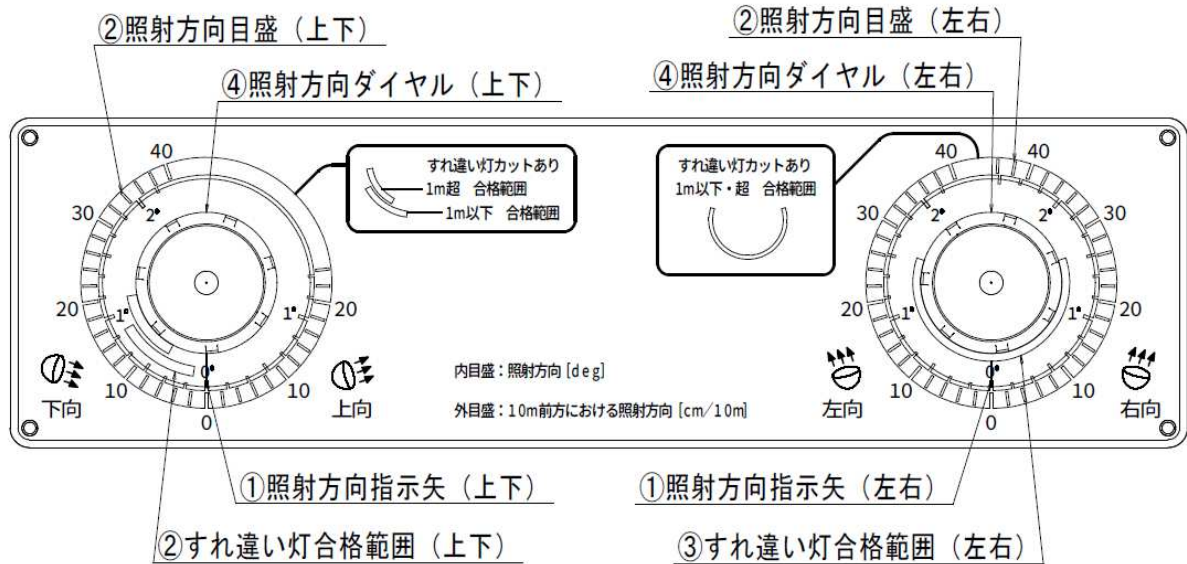 ②照射方向目盛（上下）
②照射方向目盛（左右）
④照射方向ダイヤル（上下）
④照射方向ダイヤル（左右）
40
すれ違い灯カットあり
1m超 合格範囲
1m以下 合格範囲
すれ違い灯カットあり
1m以下・超 合格範囲
40
40
30
2°
2°
2°
30
20
1°
1°
20
20
1°
1°
20
10
0°
10
10
0°
10
0
0
下向
上向
左向
右向
内目盛：照射方向[deg]
外目盛：10m前方における照射方向[cm/10m]
①照射方向指示矢（上下）
①照射方向指示矢（左右）
②すれ違い灯合格範囲（上下）
③すれ違い灯合格範囲（左右）